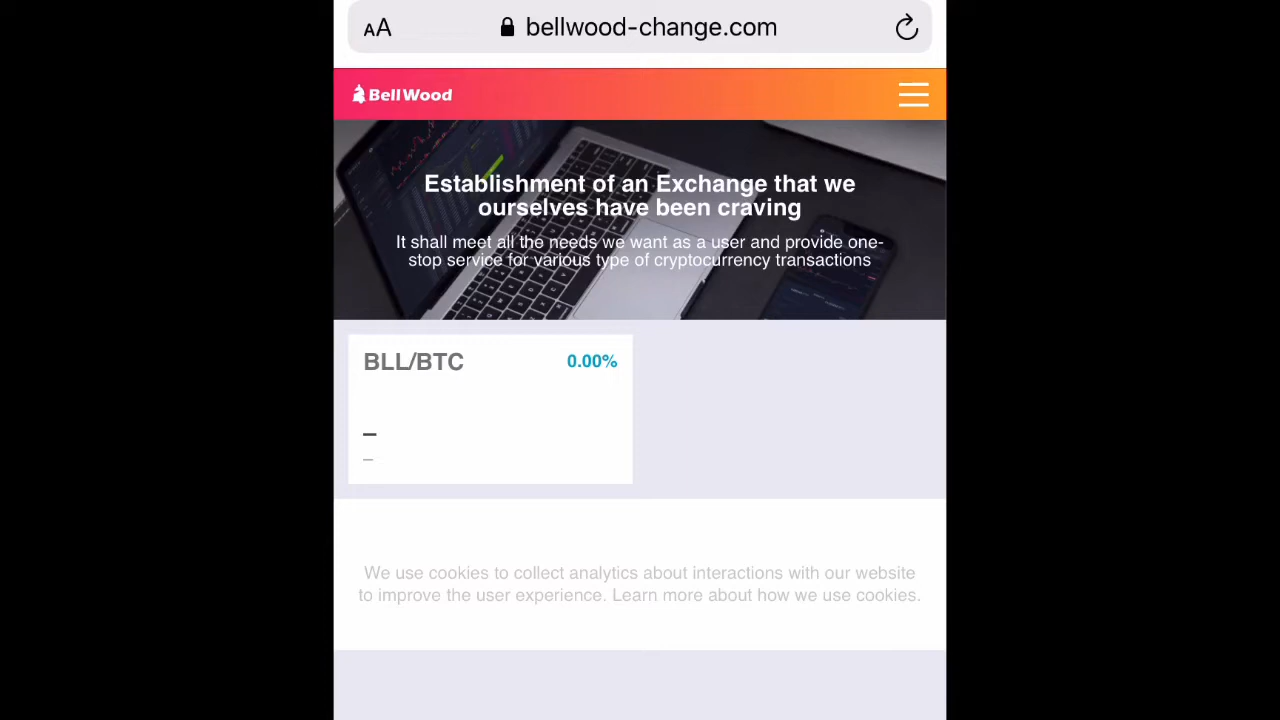 AA bellwood-change.com
BellWood
Establishment of an Exchange that we
ourselves have been craving
It shall meet all the needs we want as a user and provide one-
stop service for various type of cryptocurrency transactions
BLL/BTC 0.00%
–
–
We use cookies to collect analytics about interactions with our website
to improve the user experience. Learn more about how we use cookies.